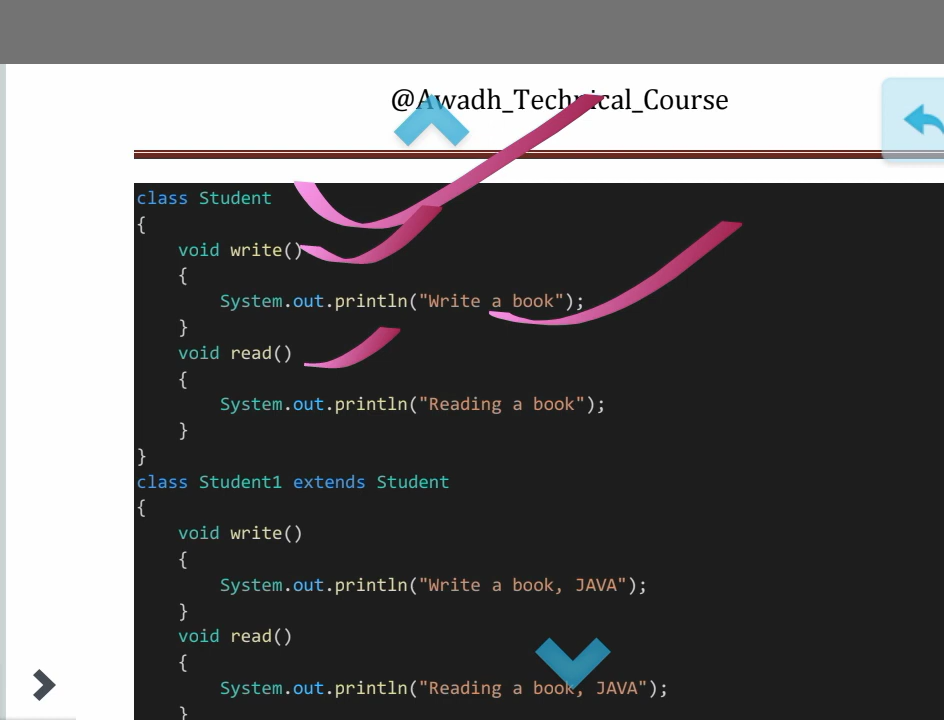 @Awadh_Technical_Course
class Student
{
    void write()
    {
        System.out.println("Write a book");
    }
    void read()
    {
        System.out.println("Reading a book");
    }
}
class Student1 extends Student
{
    void write()
    {
        System.out.println("Write a book, JAVA");
    }
    void read()
    {
        System.out.println("Reading a book, JAVA");
    }